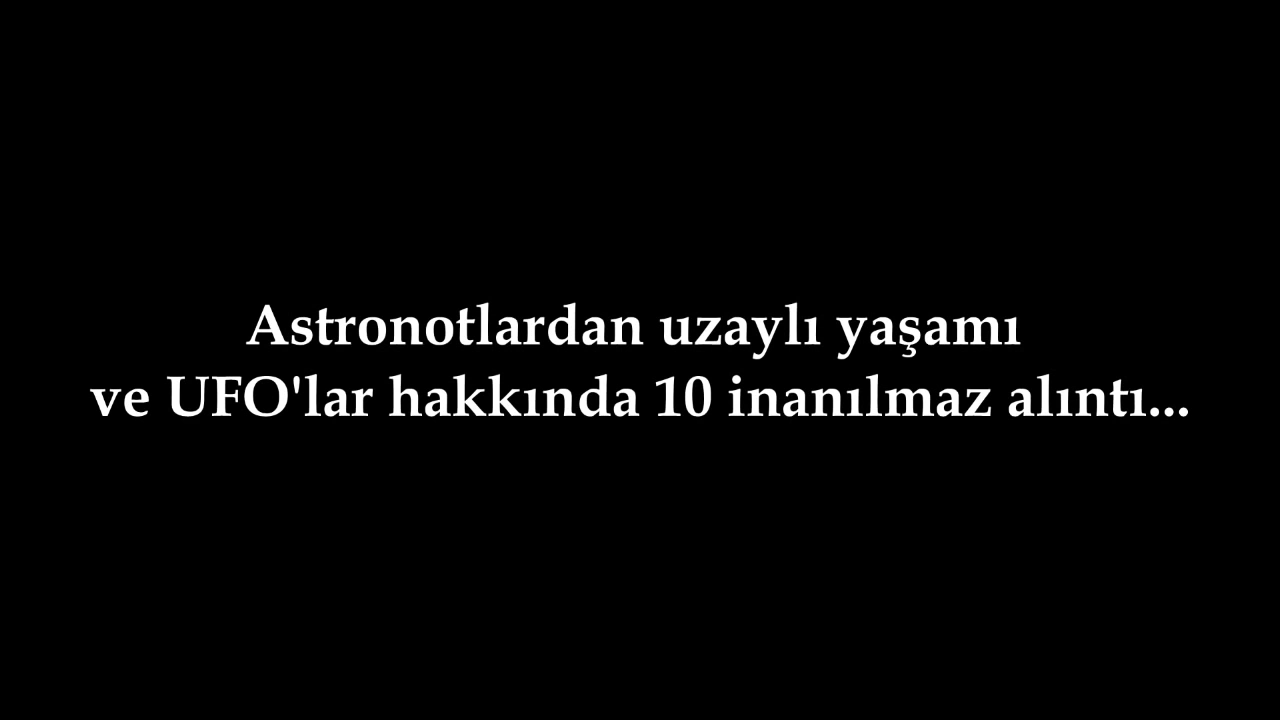 Astronotlardan uzaylı yaşamı
ve UFO'lar hakkında 10 inanılmaz alıntı...